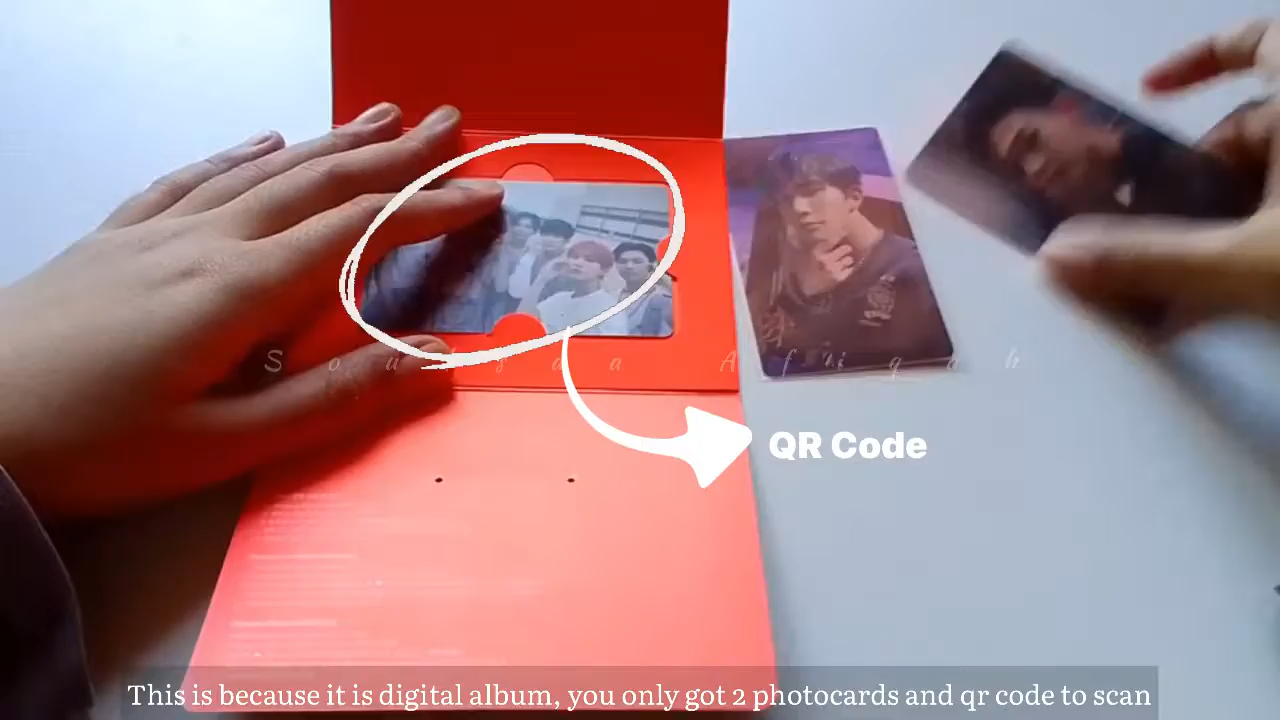 QR Code
This is because it is digital album, you only got 2 photocards and qr code to scan